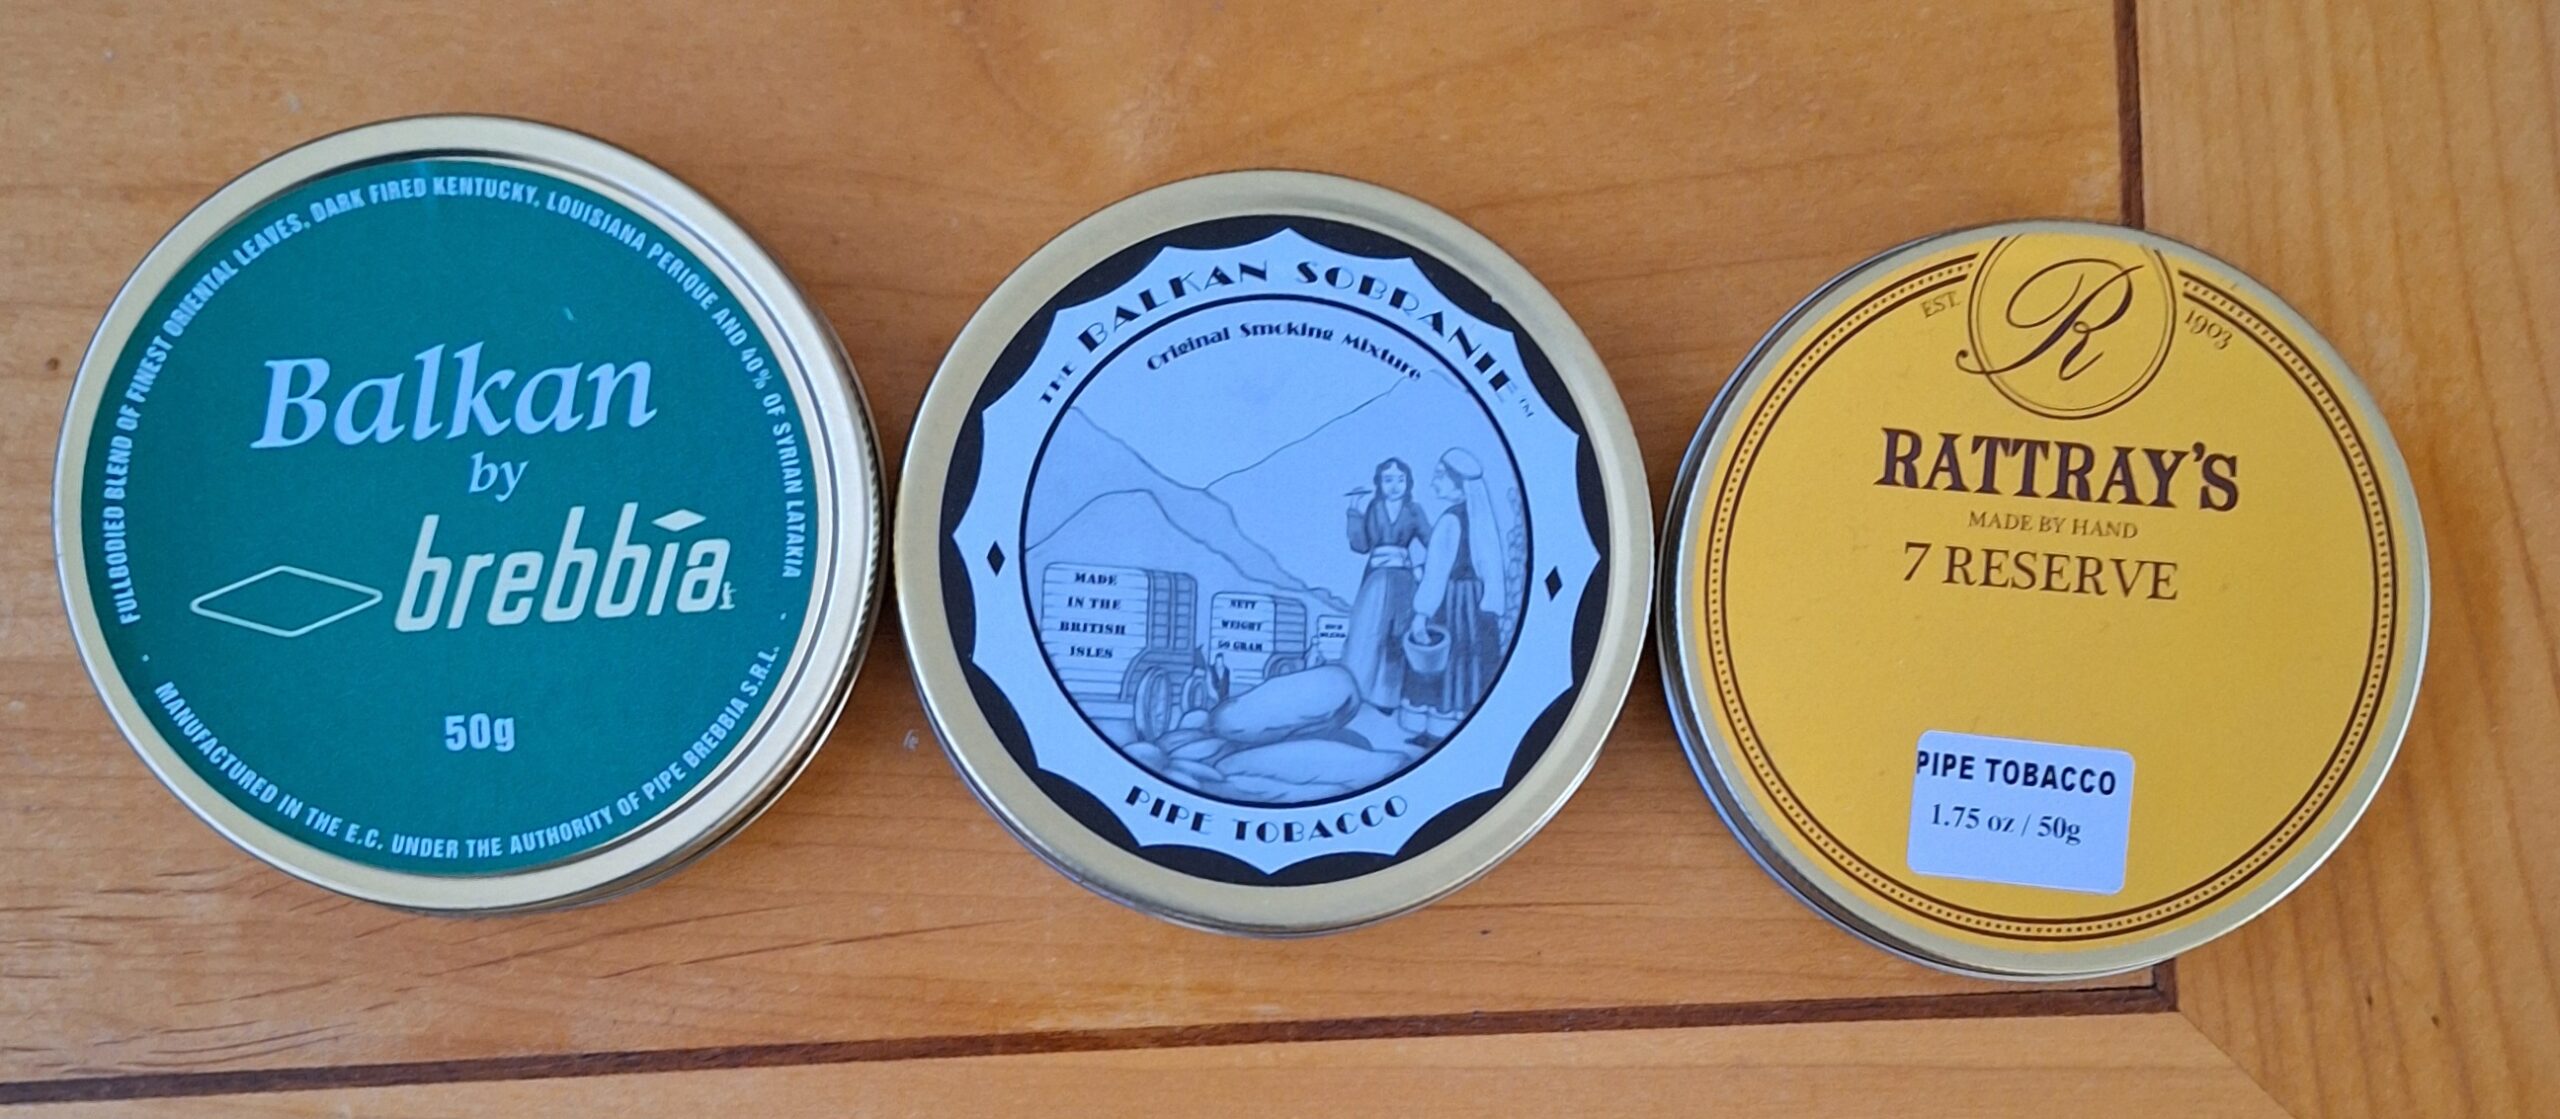 FULLBODIED BLEND OF FINEST ORIENTAL LEAVES, DARK FIRED KENTUCKY, LOUISIANA PERIQUE AND 40% OF SYRIAN LATAKIA
Balkan
by
brebbia
50g
MANUFACTURED IN THE E.C. UNDER THE AUTHORITY OF PIPE BREBBIA S.R.L.
THE BALKAN SOBRANIE™
Original Smoking Mixture
MADE
IN THE
BRITISH
ISLES
NETT
WEIGHT
50 GRAM
PIPE TOBACCO
EST. R 1903
RATTRAY'S
MADE BY HAND
7 RESERVE
PIPE TOBACCO
1.75 oz / 50g